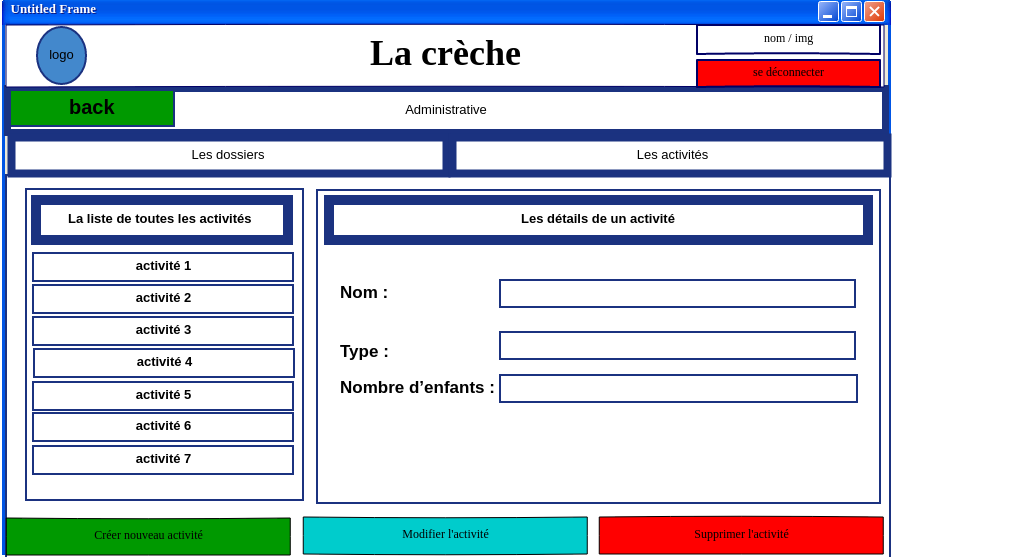 Untitled Frame
logo
La crèche
nom / img
se déconnecter
back
Administrative
Les dossiers
Les activités
La liste de toutes les activités
activité 1
activité 2
activité 3
activité 4
activité 5
activité 6
activité 7
Les détails de un activité
Nom :
Type :
Nombre d’enfants :
Créer nouveau activité
Modifier l'activité
Supprimer l'activité